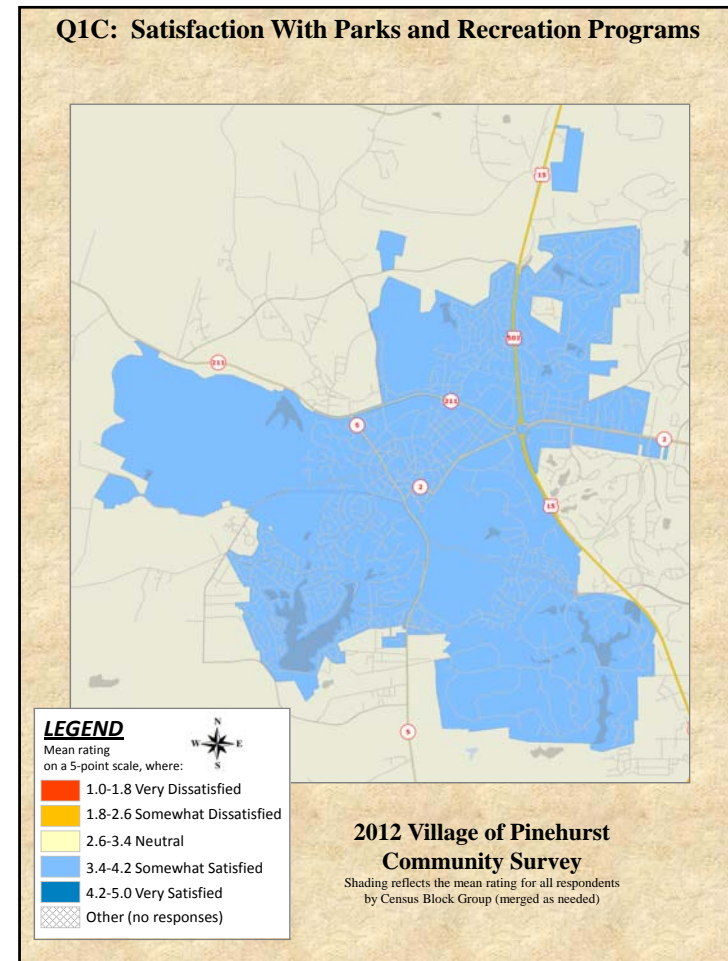 Q1C: Satisfaction With Parks and Recreation Programs
15
501
211
211
5
2
2
15
5
LEGEND
N
W E
S
Mean rating
on a 5-point scale, where:
1.0-1.8 Very Dissatisfied
1.8-2.6 Somewhat Dissatisfied
2.6-3.4 Neutral
3.4-4.2 Somewhat Satisfied
4.2-5.0 Very Satisfied
Other (no responses)
2012 Village of Pinehurst
Community Survey
Shading reflects the mean rating for all respondents
by Census Block Group (merged as needed)